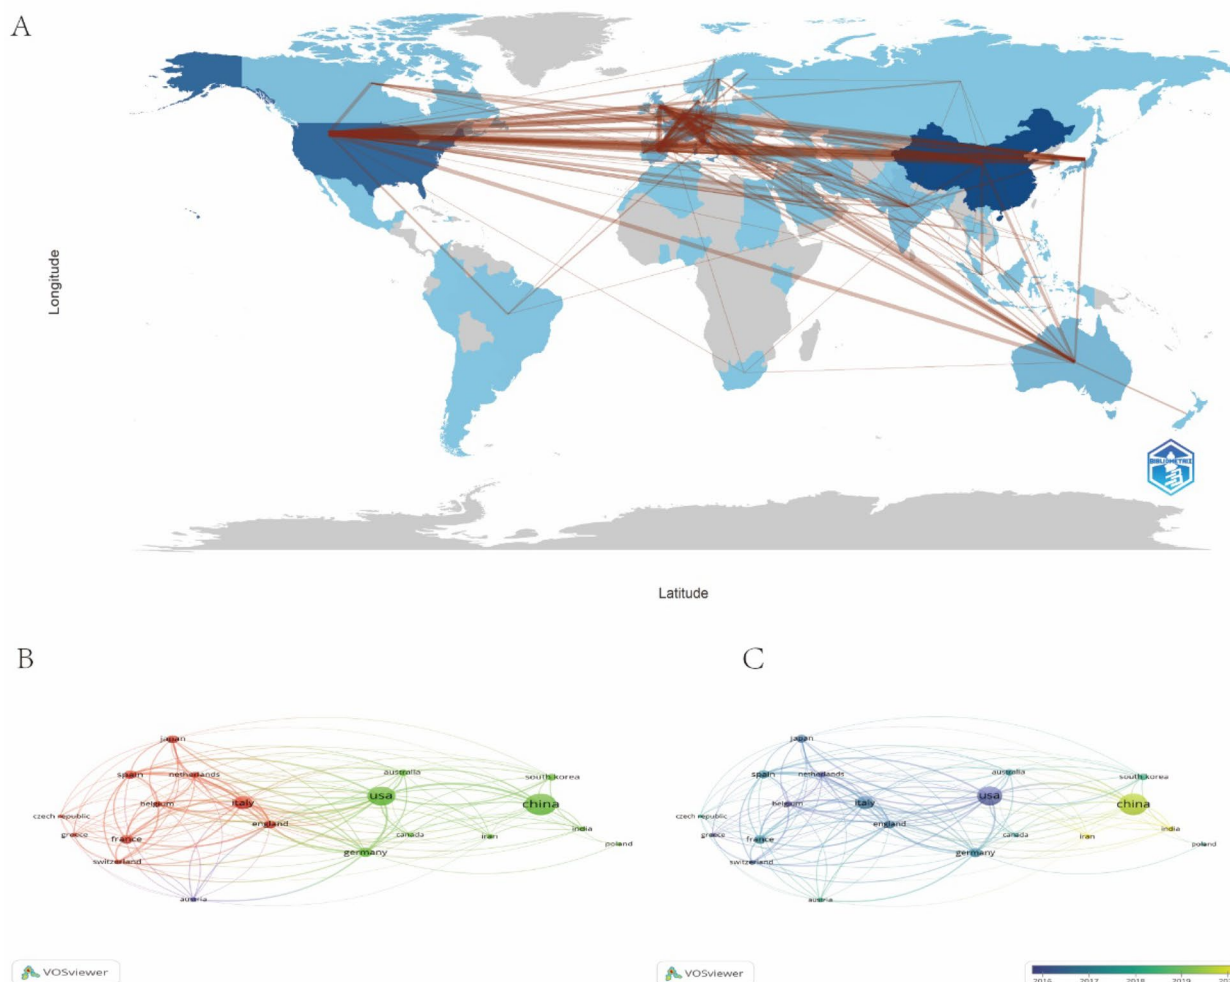 A
Longitude
BIBLIOMETRIX
Latitude
B
C
japan
spain
netherlands
australia
south korea
belgium
italy
usa
china
czech republic
england
greece
france
canada
iran
india
poland
switzerland
germany
austria
VOSviewer
japan
spain
netherlands
australia
south korea
belgium
italy
usa
china
czech republic
england
greece
france
canada
iran
india
poland
switzerland
germany
austria
VOSviewer
2016 2017 2018 2019